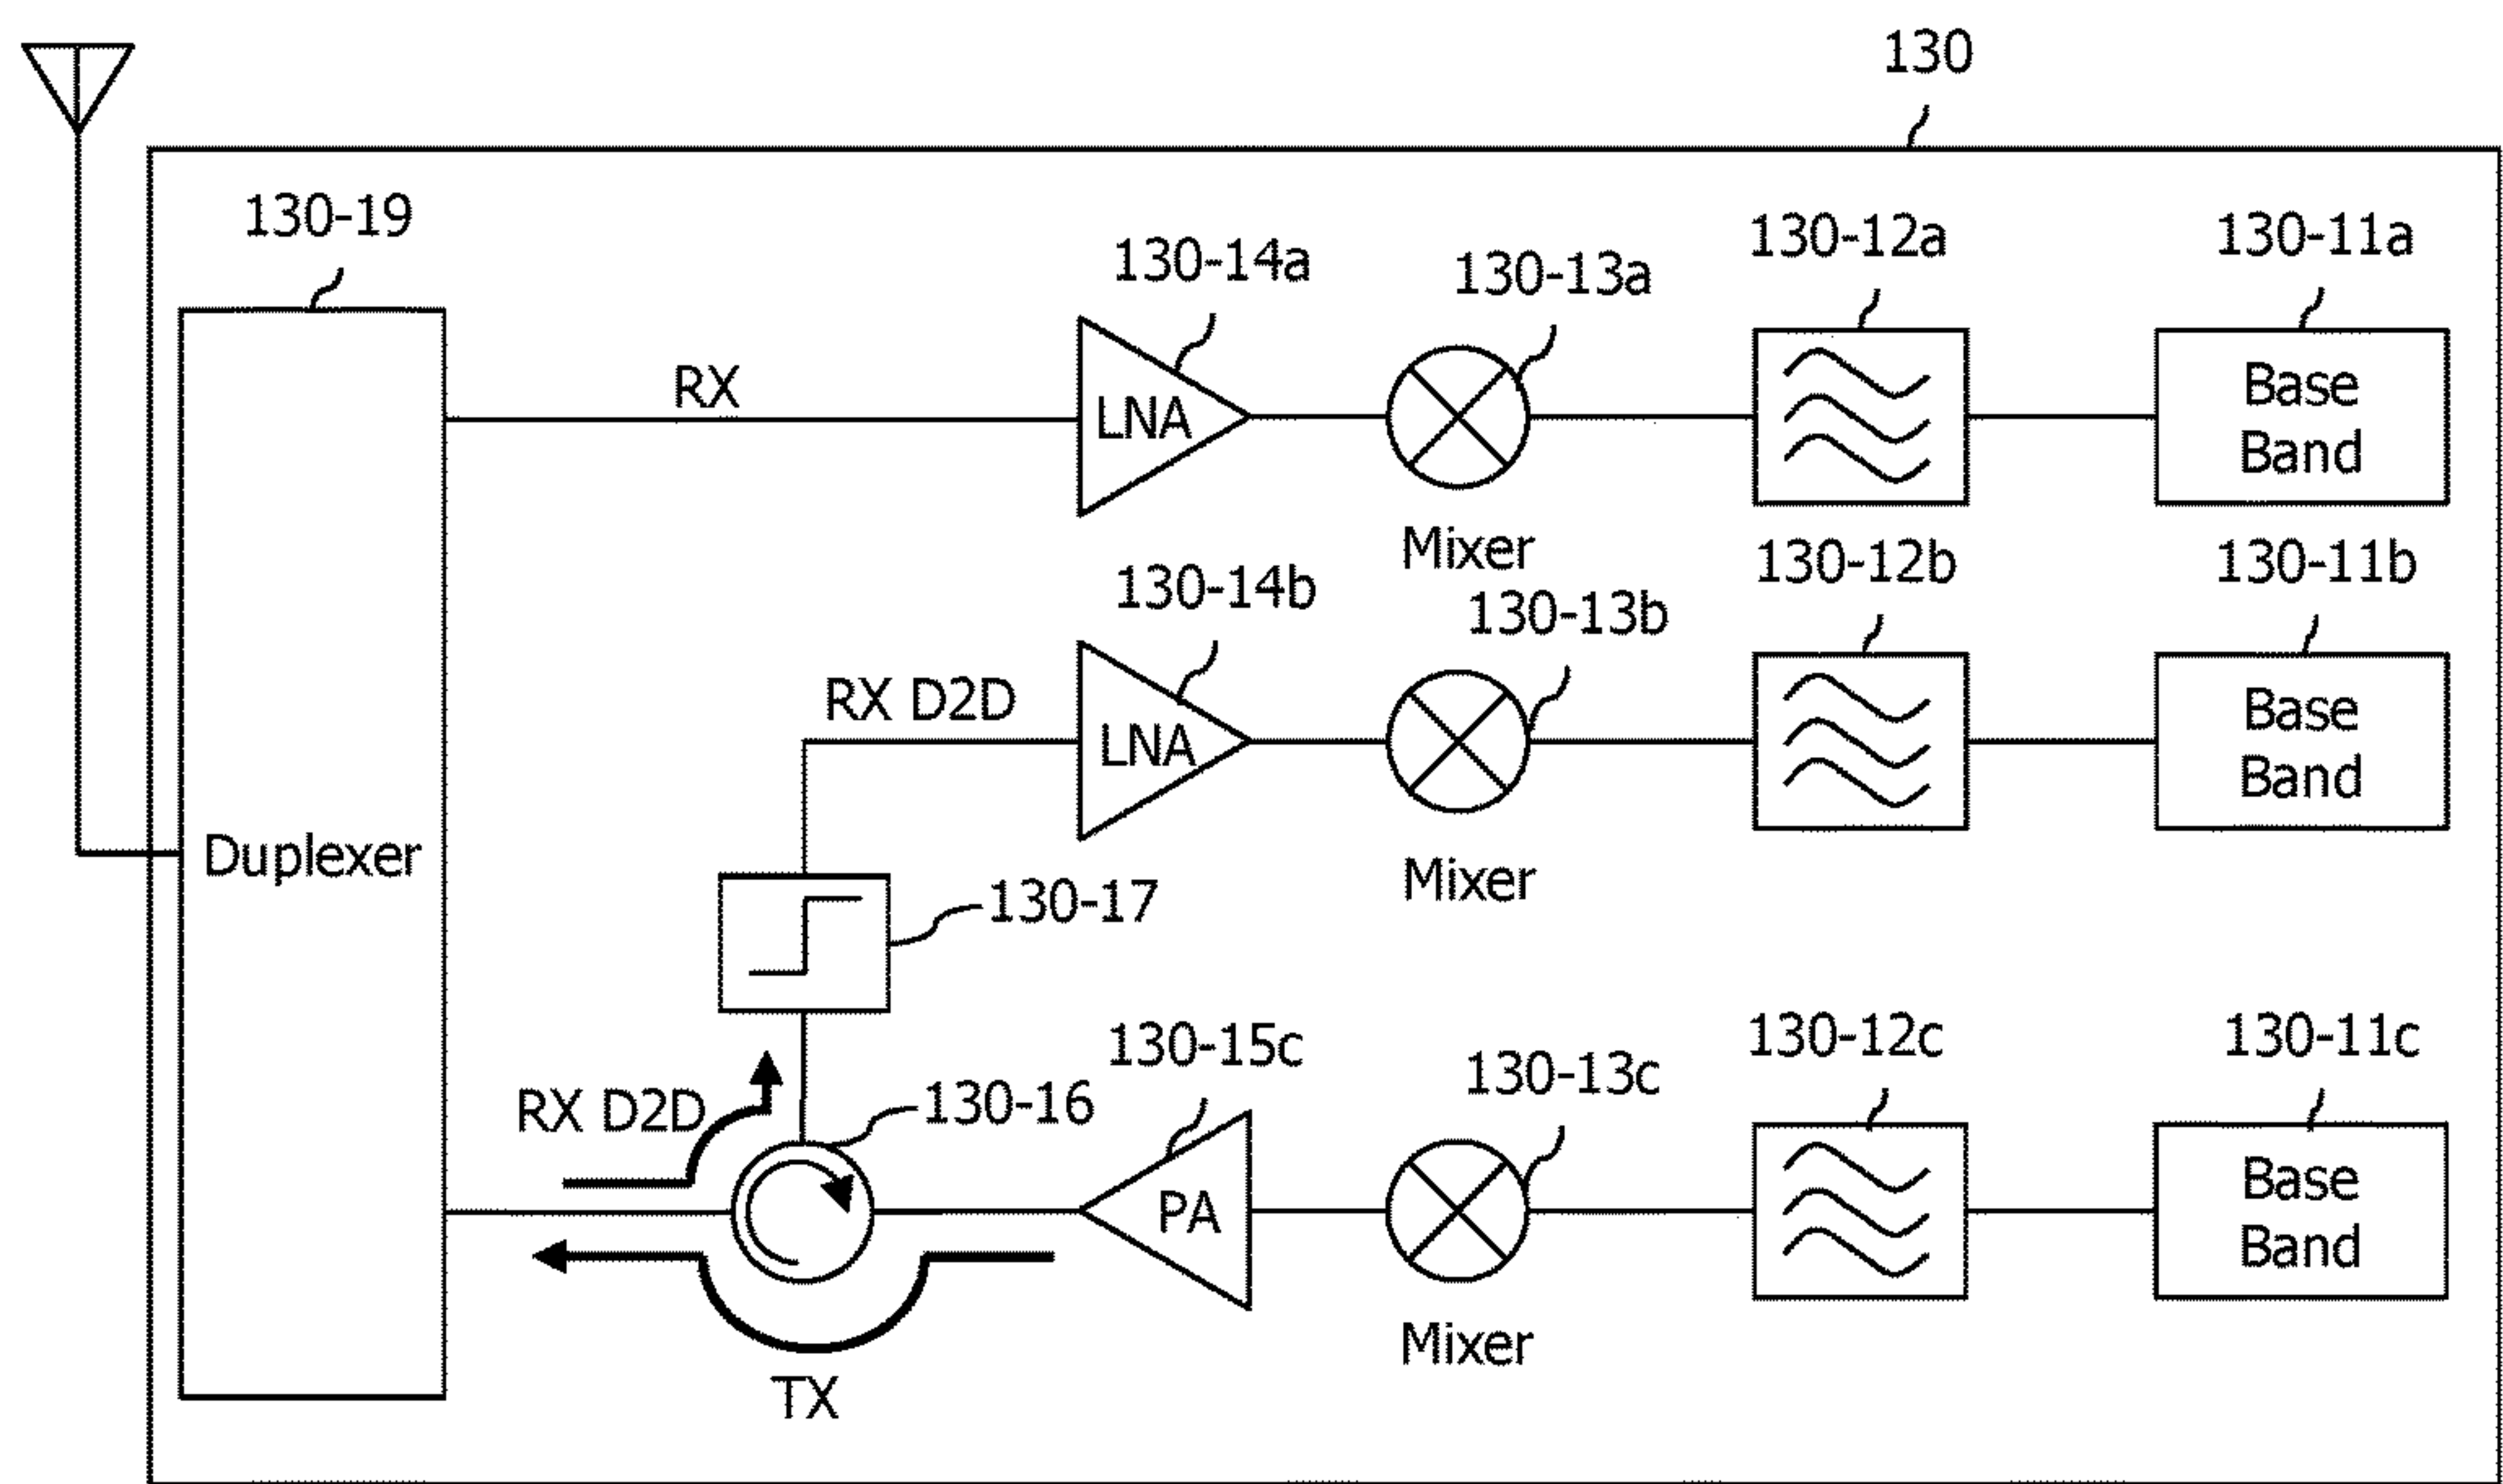 130
130-19
130-14a
130-13a
130-12a
130-11a
RX
LNA
Base
Band
Mixer
130-14b
130-13b
130-12b
130-11b
RX D2D
LNA
Base
Band
Mixer
Duplexer
130-17
130-15c
130-13c
130-12c
130-11c
RX D2D
130-16
PA
Base
Band
Mixer
TX